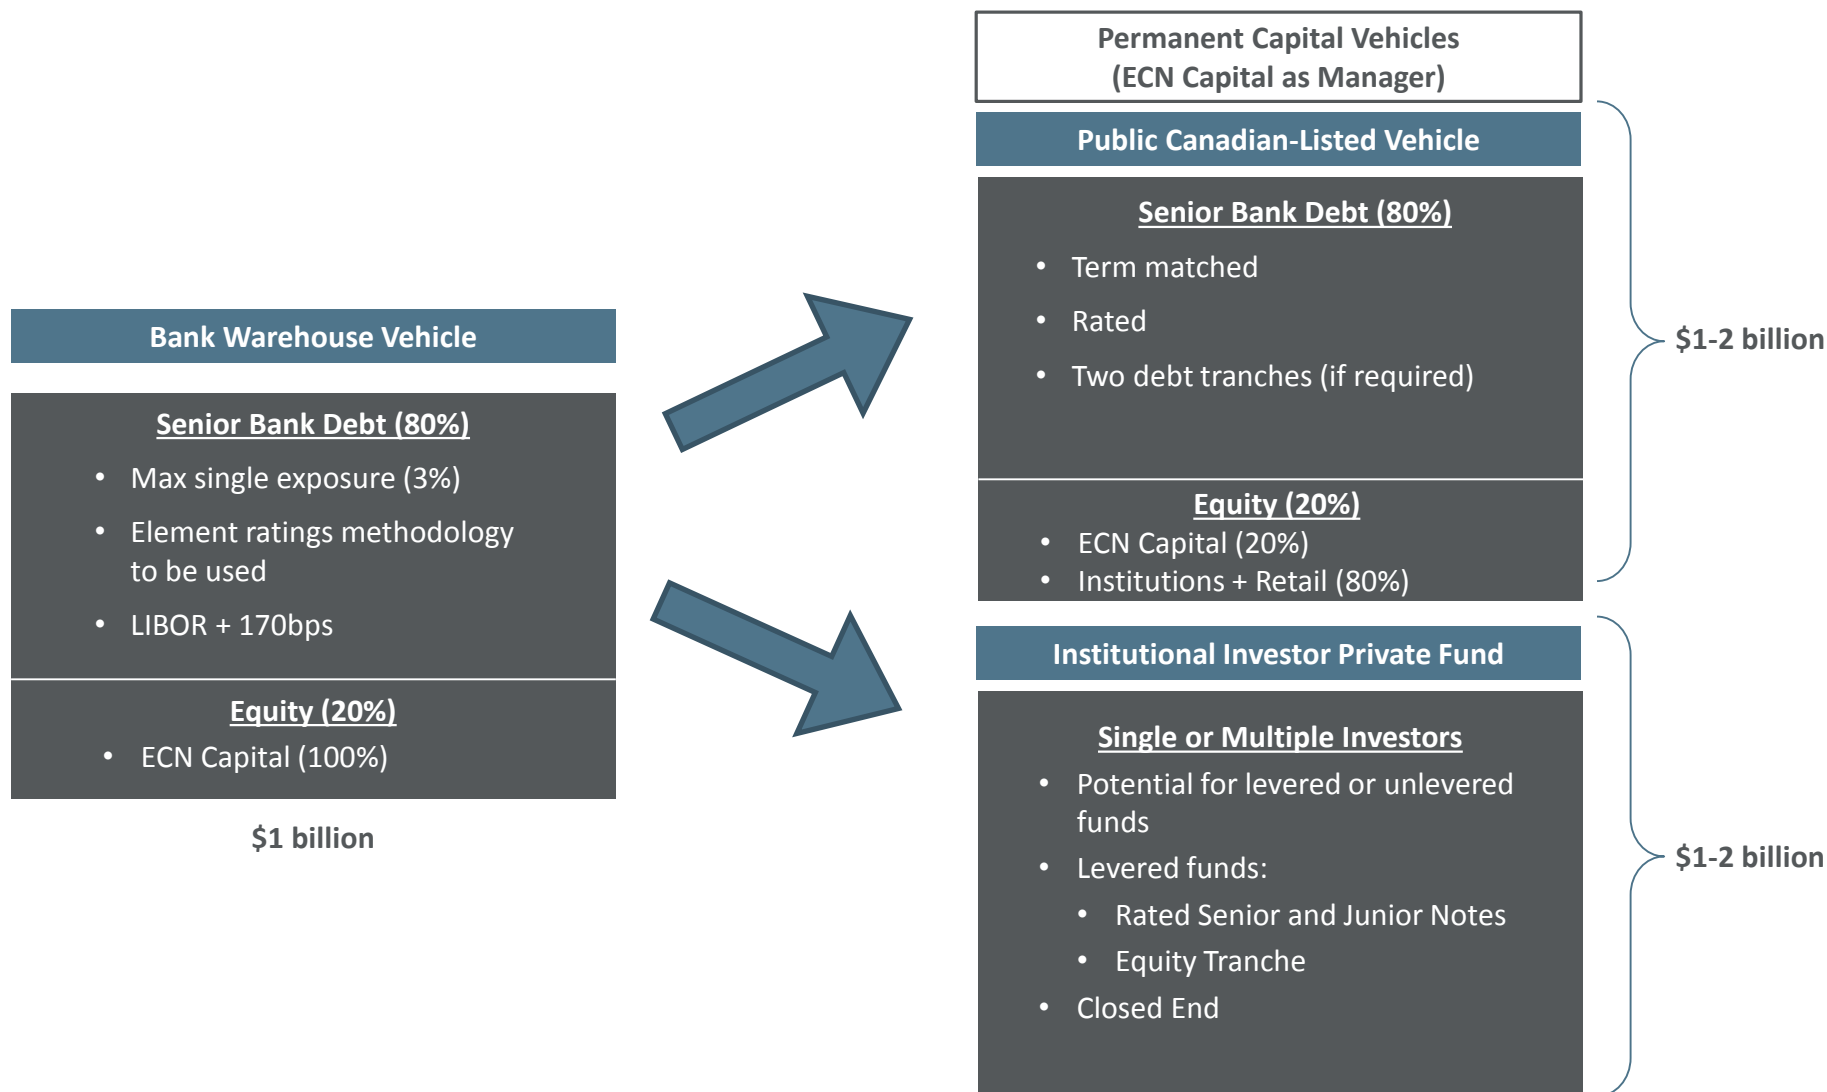 Bank Warehouse Vehicle
Senior Bank Debt (80%)
• Max single exposure (3%)
• Element ratings methodology
to be used
• LIBOR + 170bps
Equity (20%)
• ECN Capital (100%)
$1 billion
Permanent Capital Vehicles
(ECN Capital as Manager)
Public Canadian-Listed Vehicle
Senior Bank Debt (80%)
• Term matched
• Rated
• Two debt tranches (if required)
Equity (20%)
• ECN Capital (20%)
• Institutions + Retail (80%)
$1-2 billion
Institutional Investor Private Fund
Single or Multiple Investors
• Potential for levered or unlevered
funds
• Levered funds:
• Rated Senior and Junior Notes
• Equity Tranche
• Closed End
$1-2 billion